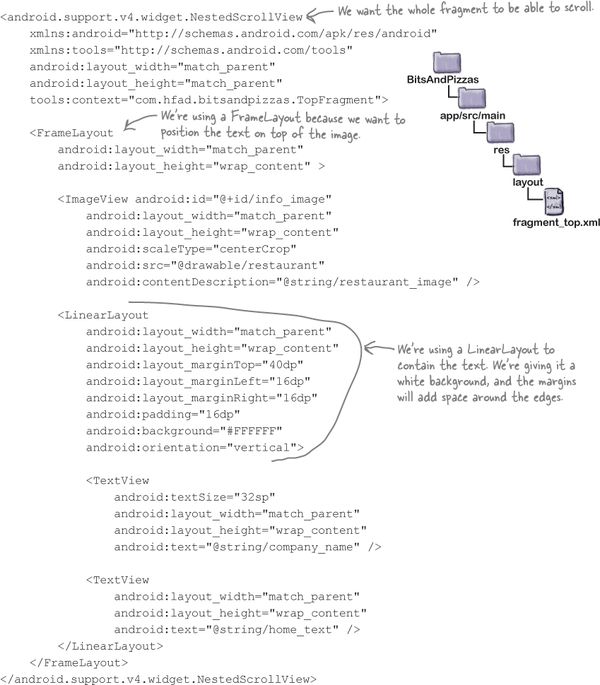 <android.support.v4.widget.NestedScrollView
We want the whole fragment to be able to scroll.
xmlns:android="http://schemas.android.com/apk/res/android"
xmlns:tools="http://schemas.android.com/tools"
android:layout_width="match_parent"
android:layout_height="match_parent"
tools:context="com.hfad.bitsandpizzas.TopFragment">
BitsAndPizzas
app/src/main
res
layout
<xml>
</xml>
fragment_top.xml
<FrameLayout
We're using a FrameLayout because we want to
position the text on top of the image.
android:layout_width="match_parent"
android:layout_height="wrap_content" >
<ImageView android:id="@+id/info_image"
android:layout_width="match_parent"
android:layout_height="wrap_content"
android:scaleType="centerCrop"
android:src="@drawable/restaurant"
android:contentDescription="@string/restaurant_image" />
<LinearLayout
android:layout_width="match_parent"
android:layout_height="wrap_content"
android:layout_marginTop="40dp"
android:layout_marginLeft="16dp"
android:layout_marginRight="16dp"
android:padding="16dp"
android:background="#FFFFFF"
android:orientation="vertical">
We're using a LinearLayout to
contain the text. We're giving it a
white background, and the margins
will add space around the edges.
<TextView
android:textSize="32sp"
android:layout_width="match_parent"
android:layout_height="wrap_content"
android:text="@string/company_name" />
<TextView
android:layout_width="match_parent"
android:layout_height="wrap_content"
android:text="@string/home_text" />
</LinearLayout>
</FrameLayout>
</android.support.v4.widget.NestedScrollView>